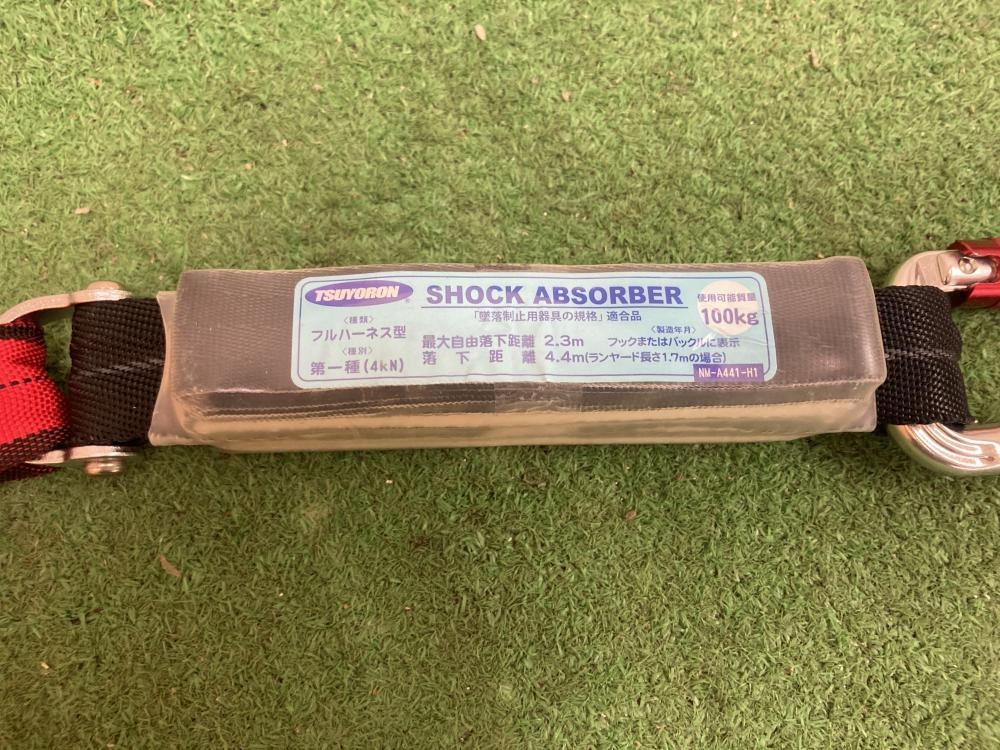 TSUYORON®
SHOCK ABSORBER
使用可能質量
100kg
「墜落制止用器具の規格」適合品
〈種類〉
フルハーネス型
〈種別〉
第一種(4kN)
最大自由落下距離 2.3m
落下距離 4.4m(ランヤード長さ1.7mの場合)
〈製造年月〉
フックまたはバックルに表示
NM-A441-H1